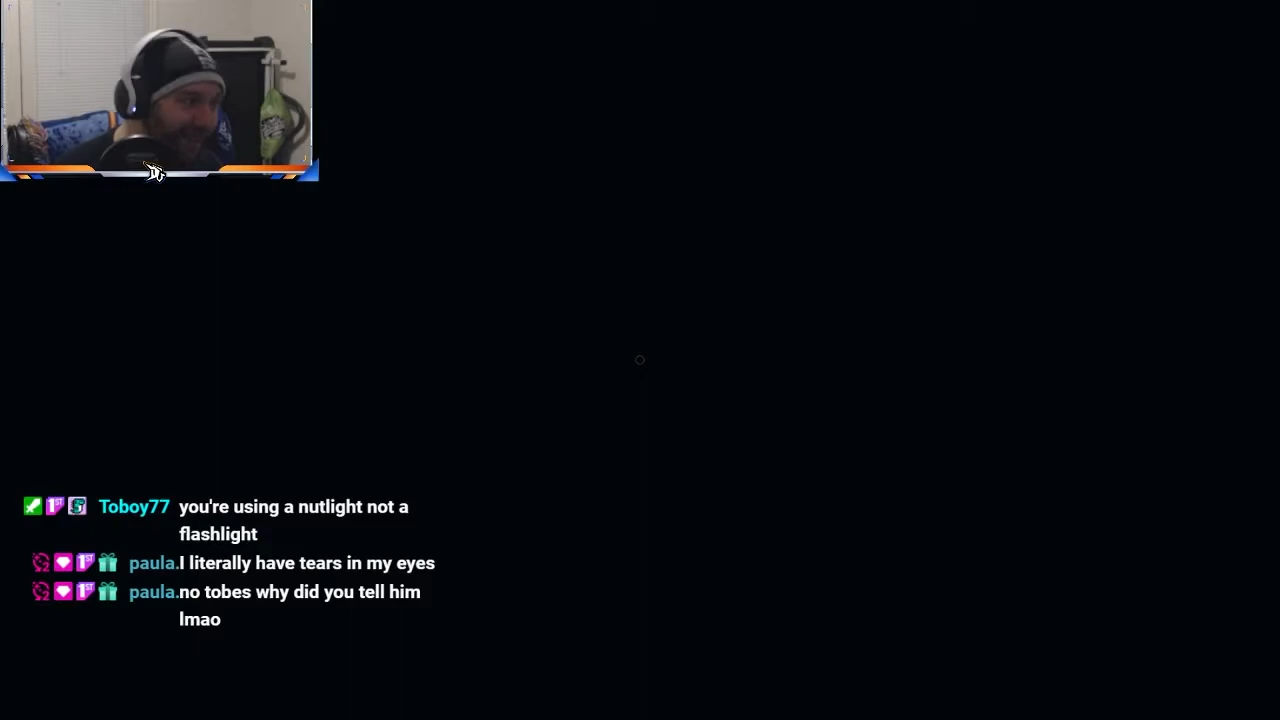 Toboy77 you're using a nutlight not a
flashlight
paula. I literally have tears in my eyes
paula. no tobes why did you tell him
lmao